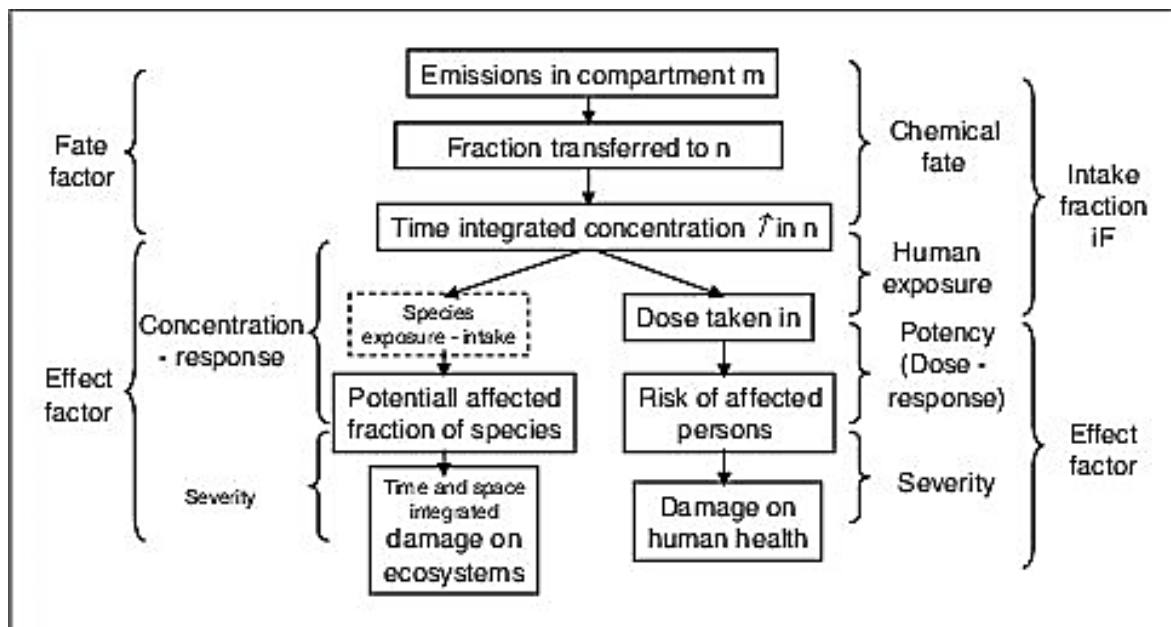 Emissions in compartment m
Fraction transferred to n
Time integrated concentration ↑ in n
Species
exposure - intake
Potentiall affected
fraction of species
Time and space
integrated
damage on
ecosystems
Dose taken in
Risk of affected
persons
Damage on
human health
Fate
factor
Effect
factor
Concentration -
- response
Severity
Chemical
fate
Human
exposure
Potency
(Dose -
response)
Severity
Intake
fraction
iF
Effect
factor